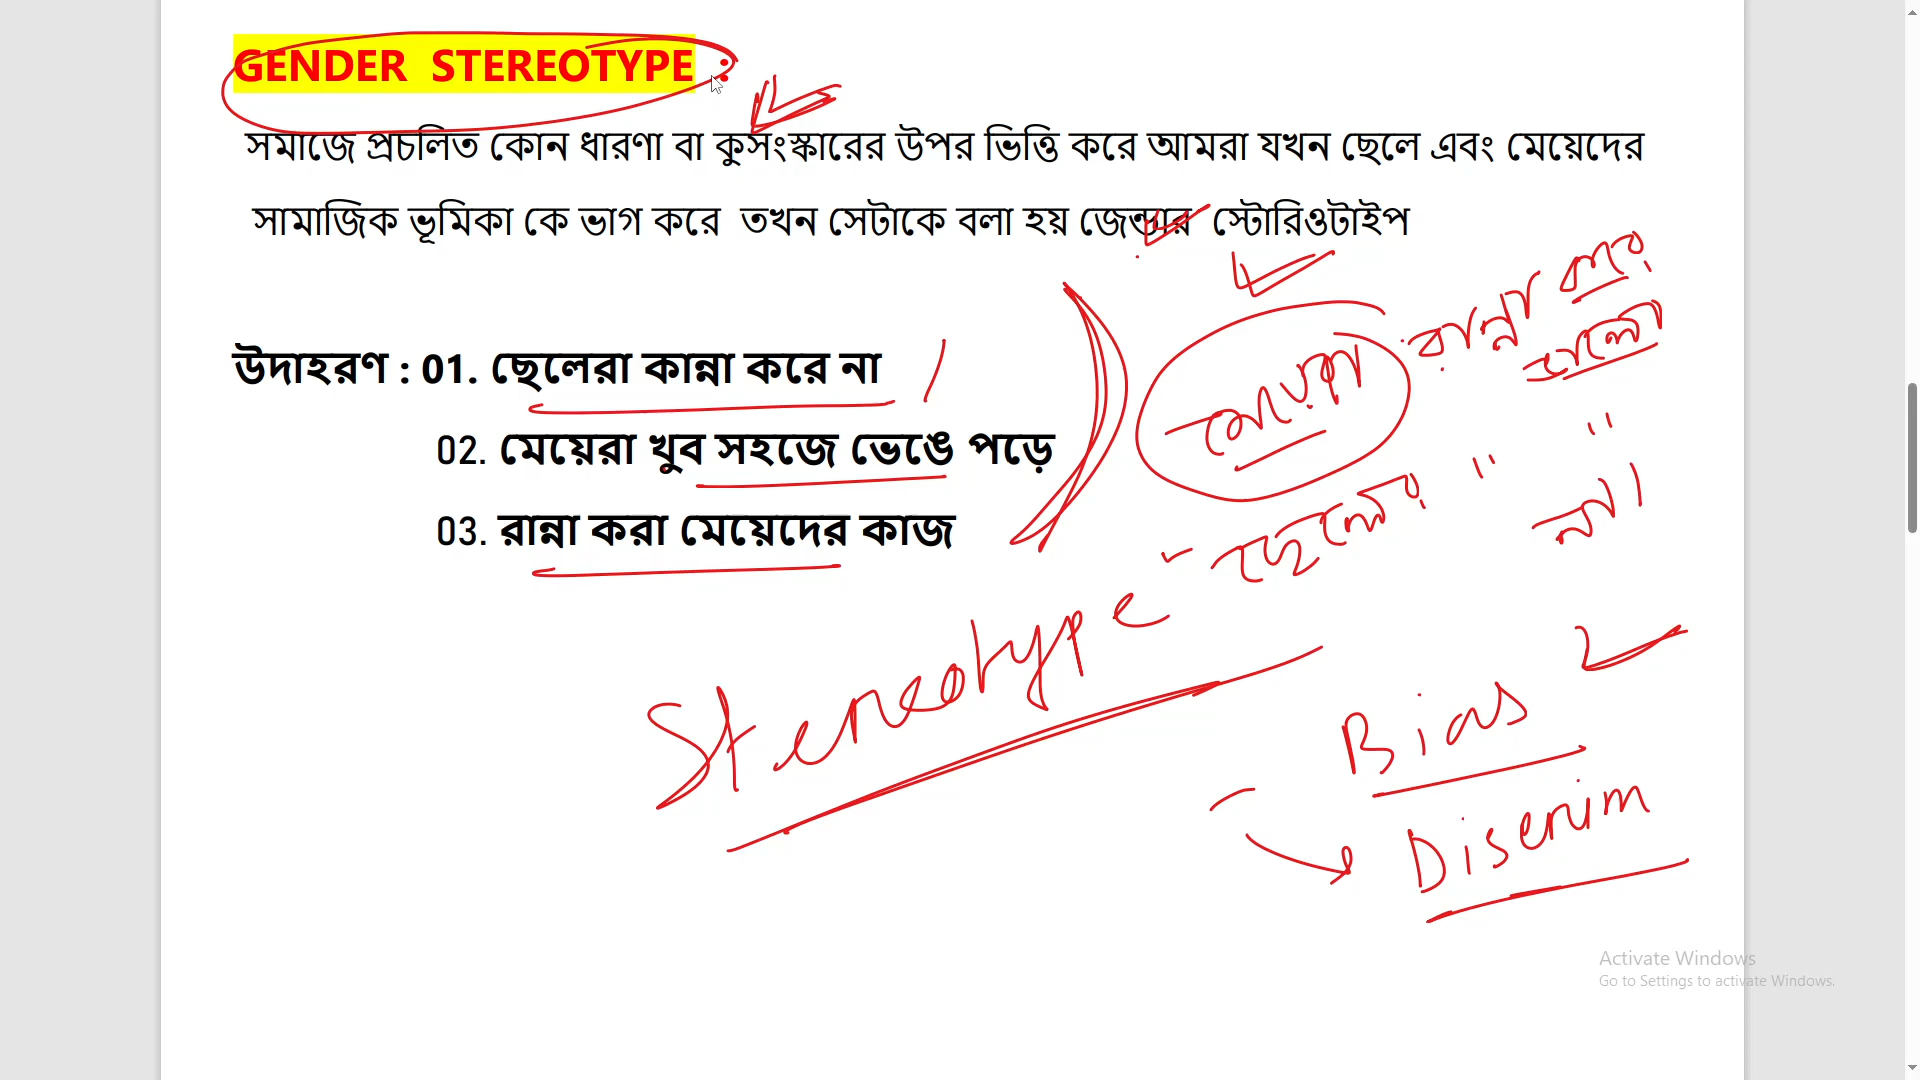 GENDER STEREOTYPE :
সমাজে প্রচলিত কোন ধারণা বা কুসংস্কারের উপর ভিত্তি করে আমরা যখন ছেলে এবং মেয়েদের
সামাজিক ভূমিকা কে ভাগ করে তখন সেটাকে বলা হয় জেন্ডার স্টোরিওটাইপ
উদাহরণ : 01. ছেলেরা কান্না করে না
02. মেয়েরা খুব সহজে ভেঙে পড়ে
03. রান্না করা মেয়েদের কাজ
মেয়েরা রান্না করে
ভালো
ছেলেরা " "
না।
Stereotype
Bias
Discrim
Activate Windows
Go to Settings to activate Windows.